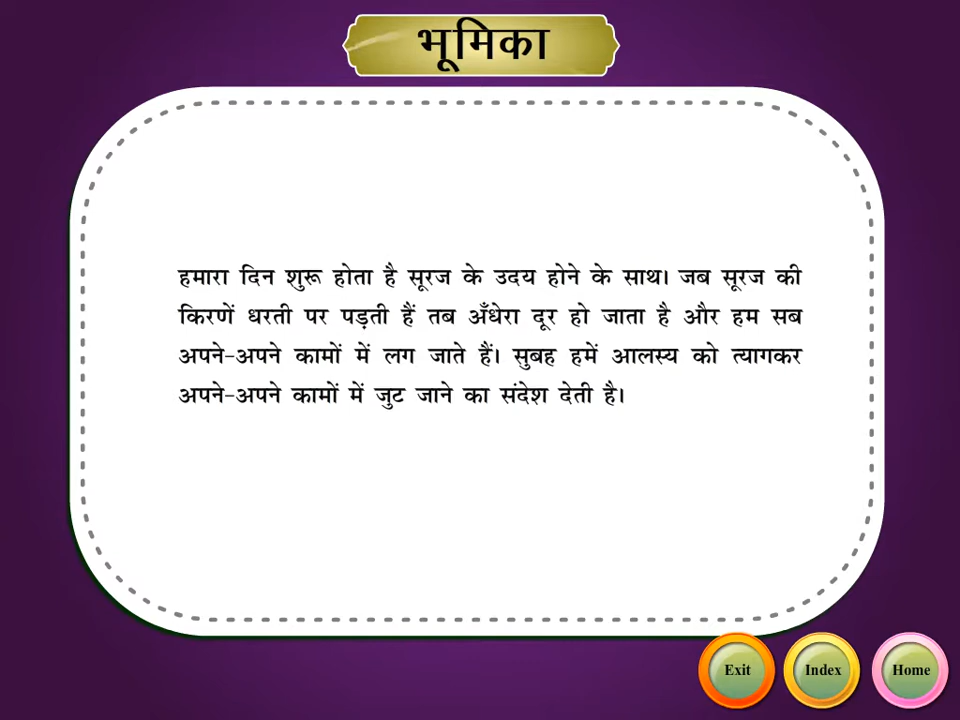 भूमिका
हमारा दिन शुरू होता है सूरज के उदय होने के साथ। जब सूरज की
किरणें धरती पर पड़ती हैं तब अँधेरा दूर हो जाता है और हम सब
अपने-अपने कामों में लग जाते हैं। सुबह हमें आलस्य को त्यागकर
अपने-अपने कामों में जुट जाने का संदेश देती है।
Exit Index Home